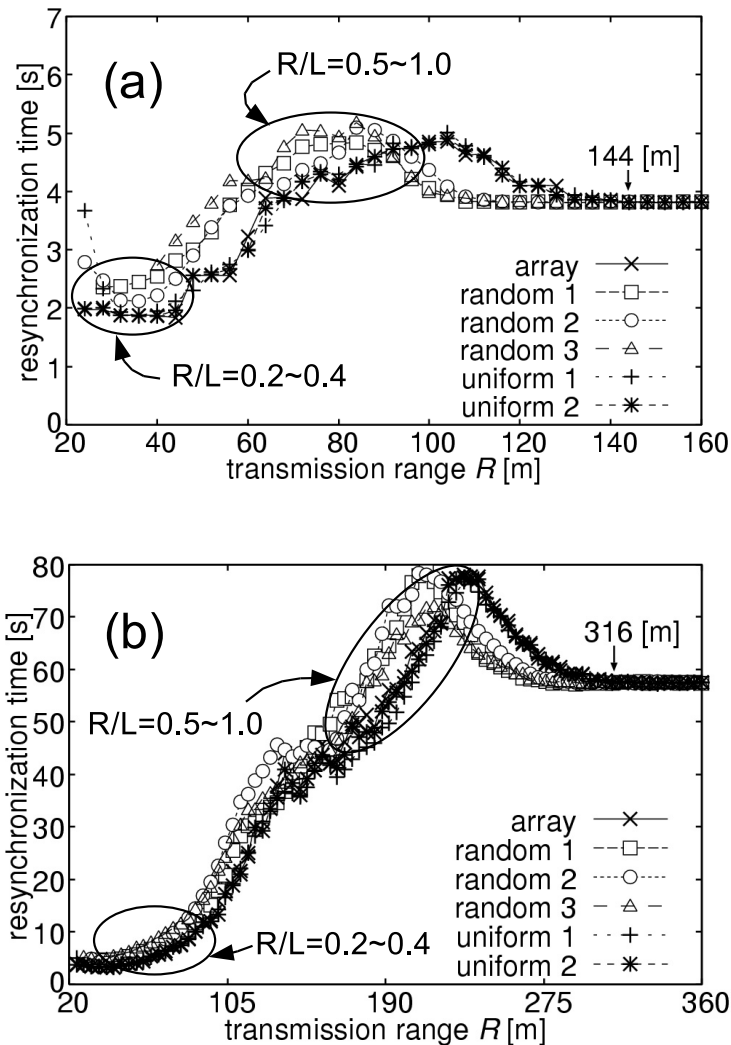 (a)
resynchronization time [s]
7
6
5
4
3
2
1
0
R/L=0.5~1.0
144 [m]
R/L=0.2~0.4
array
random 1
random 2
random 3
uniform 1
uniform 2
20 40 60 80 100 120 140 160
transmission range R [m]
(b)
resynchronization time [s]
80
70
60
50
40
30
20
10
0
316 [m]
R/L=0.5~1.0
R/L=0.2~0.4
array
random 1
random 2
random 3
uniform 1
uniform 2
20 105 190 275 360
transmission range R [m]